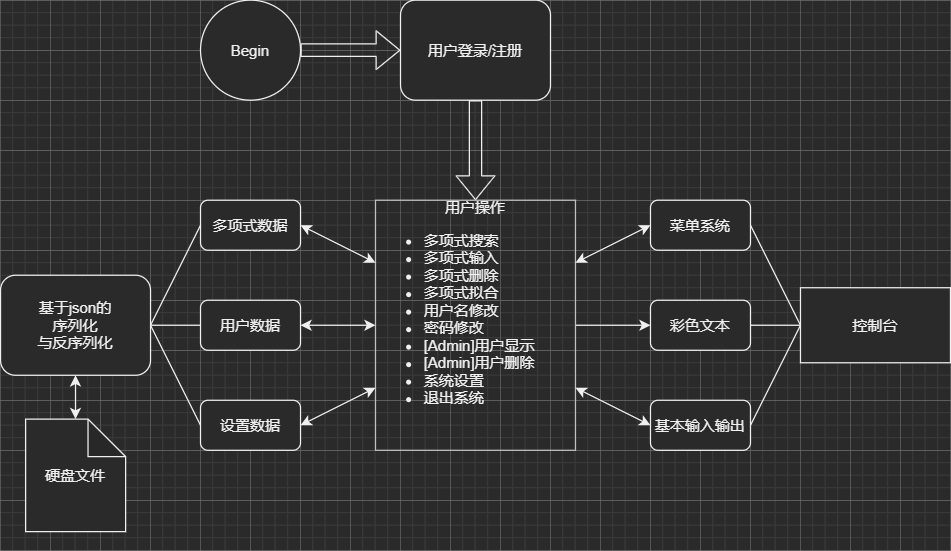 Begin
用户登录/注册
用户操作
多项式搜索
多项式输入
多项式删除
多项式拟合
用户名修改
密码修改
[Admin]用户显示
[Admin]用户删除
系统设置
退出系统
多项式数据
用户数据
设置数据
基于json的
序列化
与反序列化
硬盘文件
菜单系统
彩色文本
基本输入输出
控制台